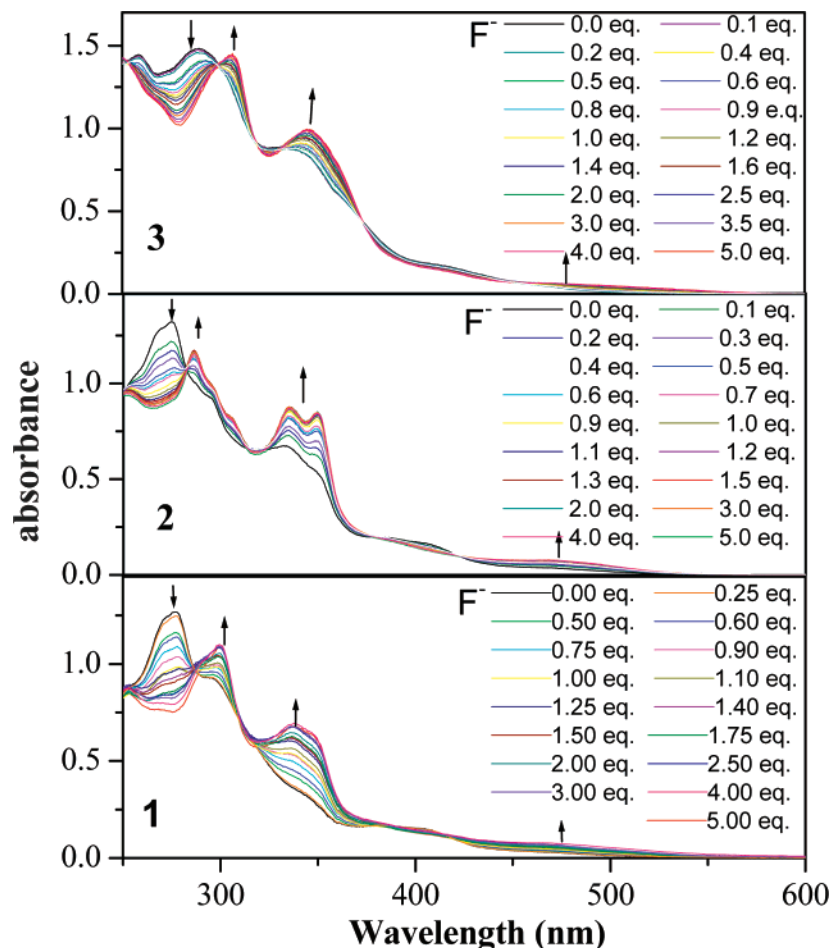 F-
0.0 eq. 0.1 eq.
0.2 eq. 0.4 eq.
0.5 eq. 0.6 eq.
0.8 eq. 0.9 e.q.
1.0 eq. 1.2 eq.
1.4 eq. 1.6 eq.
2.0 eq. 2.5 eq.
3.0 eq. 3.5 eq.
4.0 eq. 5.0 eq.
1.5
1.0
0.5
0.0
3
F-
0.0 eq. 0.1 eq.
0.2 eq. 0.3 eq.
0.4 eq. 0.5 eq.
0.6 eq. 0.7 eq.
0.9 eq. 1.0 eq.
1.1 eq. 1.2 eq.
1.3 eq. 1.5 eq.
2.0 eq. 3.0 eq.
4.0 eq. 5.0 eq.
1.0
0.5
0.0
2
absorbance
F-
0.00 eq. 0.25 eq.
0.50 eq. 0.60 eq.
0.75 eq. 0.90 eq.
1.00 eq. 1.10 eq.
1.25 eq. 1.40 eq.
1.50 eq. 1.75 eq.
2.00 eq. 2.50 eq.
3.00 eq. 4.00 eq.
5.00 eq.
1.0
0.5
0.0
1
300 400 500 600
Wavelength (nm)